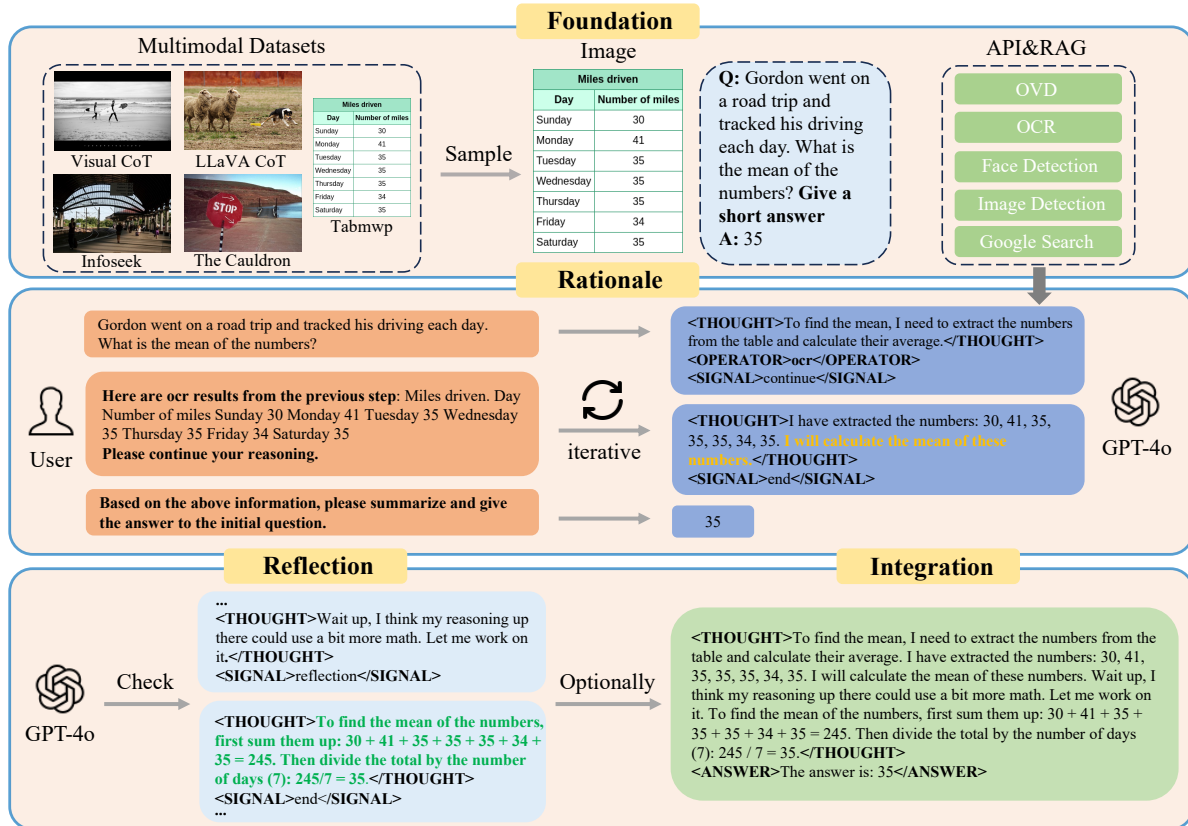 Foundation
Multimodal Datasets
Visual CoT
LLaVA CoT
STOP
Infoseek
The Cauldron
Miles driven
Day Number of miles
Sunday 30
Monday 41
Tuesday 35
Wednesday 35
Thursday 35
Friday 34
Saturday 35
Tabmwp
Sample
Image
Miles driven
Day Number of miles
Sunday 30
Monday 41
Tuesday 35
Wednesday 35
Thursday 35
Friday 34
Saturday 35
Q: Gordon went on
a road trip and
tracked his driving
each day. What is
the mean of the
numbers? Give a
short answer
A: 35
API&RAG
OVD
OCR
Face Detection
Image Detection
Google Search
Rationale
User
Gordon went on a road trip and tracked his driving each day.
What is the mean of the numbers?
Here are ocr results from the previous step: Miles driven. Day
Number of miles Sunday 30 Monday 41 Tuesday 35 Wednesday
35 Thursday 35 Friday 34 Saturday 35
Please continue your reasoning.
Based on the above information, please summarize and give
the answer to the initial question.
iterative
<THOUGHT>To find the mean, I need to extract the numbers
from the table and calculate their average.</THOUGHT>
<OPERATOR>ocr</OPERATOR>
<SIGNAL>continue</SIGNAL>
<THOUGHT>I have extracted the numbers: 30, 41, 35,
35, 35, 34, 35. I will calculate the mean of these
numbers.</THOUGHT>
<SIGNAL>end</SIGNAL>
35
GPT-4o
Reflection
GPT-4o
Check
...
<THOUGHT>Wait up, I think my reasoning up
there could use a bit more math. Let me work on
it.</THOUGHT>
<SIGNAL>reflection</SIGNAL>
<THOUGHT>To find the mean of the numbers,
first sum them up: 30 + 41 + 35 + 35 + 35 + 34 +
35 = 245. Then divide the total by the number
of days (7): 245/7 = 35.</THOUGHT>
<SIGNAL>end</SIGNAL>
...
Optionally
Integration
<THOUGHT>To find the mean, I need to extract the numbers from the
table and calculate their average. I have extracted the numbers: 30, 41,
35, 35, 35, 34, 35. I will calculate the mean of these numbers. Wait up, I
think my reasoning up there could use a bit more math. Let me work on
it. To find the mean of the numbers, first sum them up: 30 + 41 + 35 +
35 + 35 + 34 + 35 = 245. Then divide the total by the number of days
(7): 245 / 7 = 35.</THOUGHT>
<ANSWER>The answer is: 35</ANSWER>